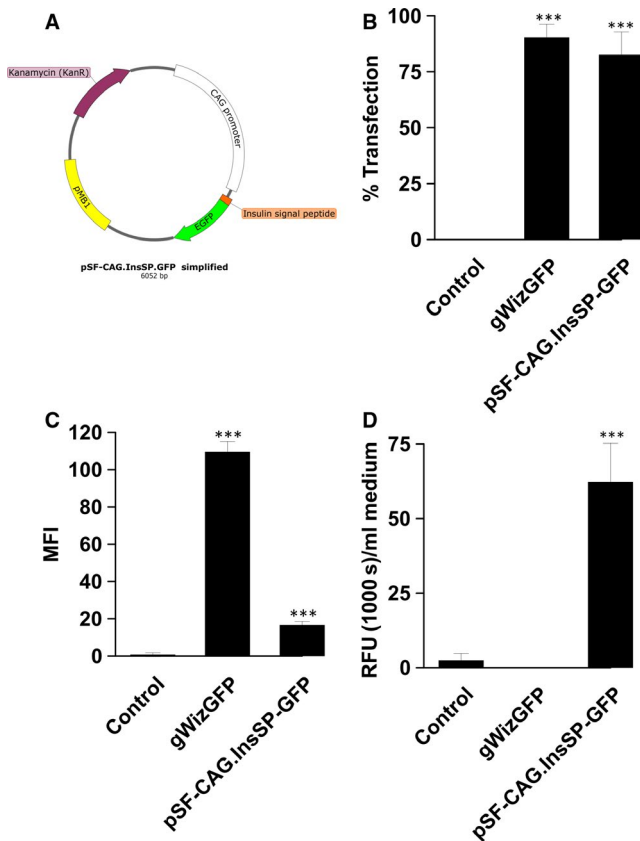 A
Kanamycin (KanR)
CAG promoter
pMB1
EGFP
Insulin signal peptide
pSF-CAG.InsSP.GFP simplified
6052 bp
B
% Transfection
100
75
50
25
0
***
***
Control
gWizGFP
pSF-CAG.InsSP-GFP
C
MFI
120
100
80
60
40
20
0
***
***
Control
gWizGFP
pSF-CAG.InsSP-GFP
D
RFU (1000 s)/ml medium
75
50
25
0
***
Control
gWizGFP
pSF-CAG.InsSP-GFP